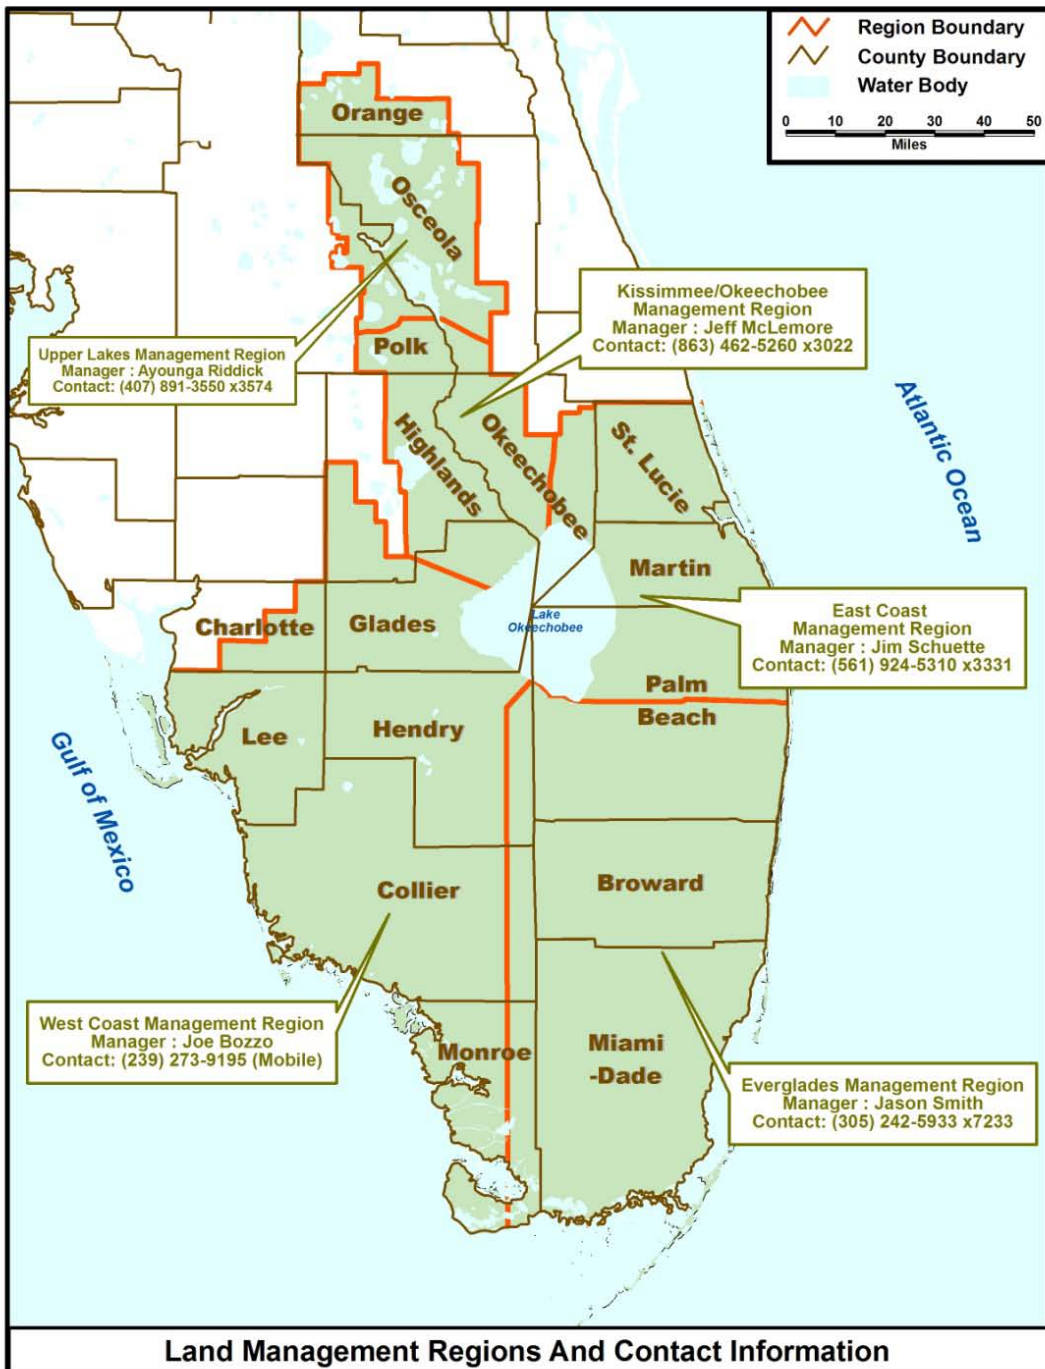 Region Boundary
County Boundary
Water Body
0 10 20 30 40 50
Miles
Orange
Osceola
Kissimmee/Okeechobee
Management Region
Manager : Jeff McLemore
Contact: (863) 462-5260 x3022
Upper Lakes Management Region
Manager : Ayounga Riddick
Contact: (407) 891-3550 x3574
Polk
Highlands
Okeechobee
St. Lucie
Atlantic Ocean
Martin
Charlotte
Glades
Lake
Okeechobee
East Coast
Management Region
Manager : Jim Schuette
Contact: (561) 924-5310 x3331
Palm
Beach
Lee
Hendry
Gulf of Mexico
Collier
Broward
West Coast Management Region
Manager : Joe Bozzo
Contact: (239) 273-9195 (Mobile)
Monroe
Miami
-Dade
Everglades Management Region
Manager : Jason Smith
Contact: (305) 242-5933 x7233
Land Management Regions And Contact Information